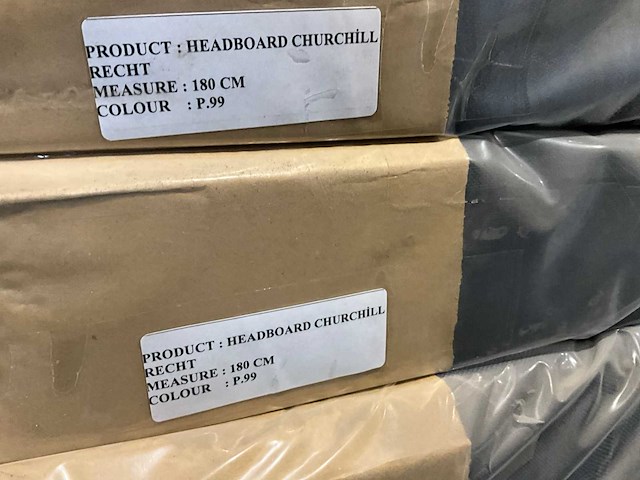 PRODUCT : HEADBOARD CHURCHİLL
RECHT
MEASURE : 180 CM
COLOUR : P.99
PRODUCT : HEADBOARD CHURCHİLL
RECHT
MEASURE : 180 CM
COLOUR : P.99